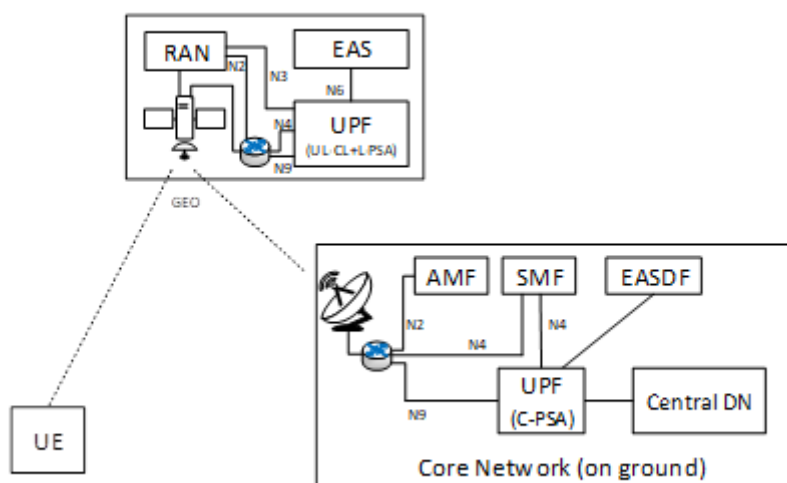 RAN
EAS
N2
N3
N6
UPF
(UL-CL+L-PSA)
N4
N9
GEO
AMF
SMF
EASDF
N2
N4
N4
N9
UPF
(C-PSA)
Central DN
UE
Core Network (on ground)